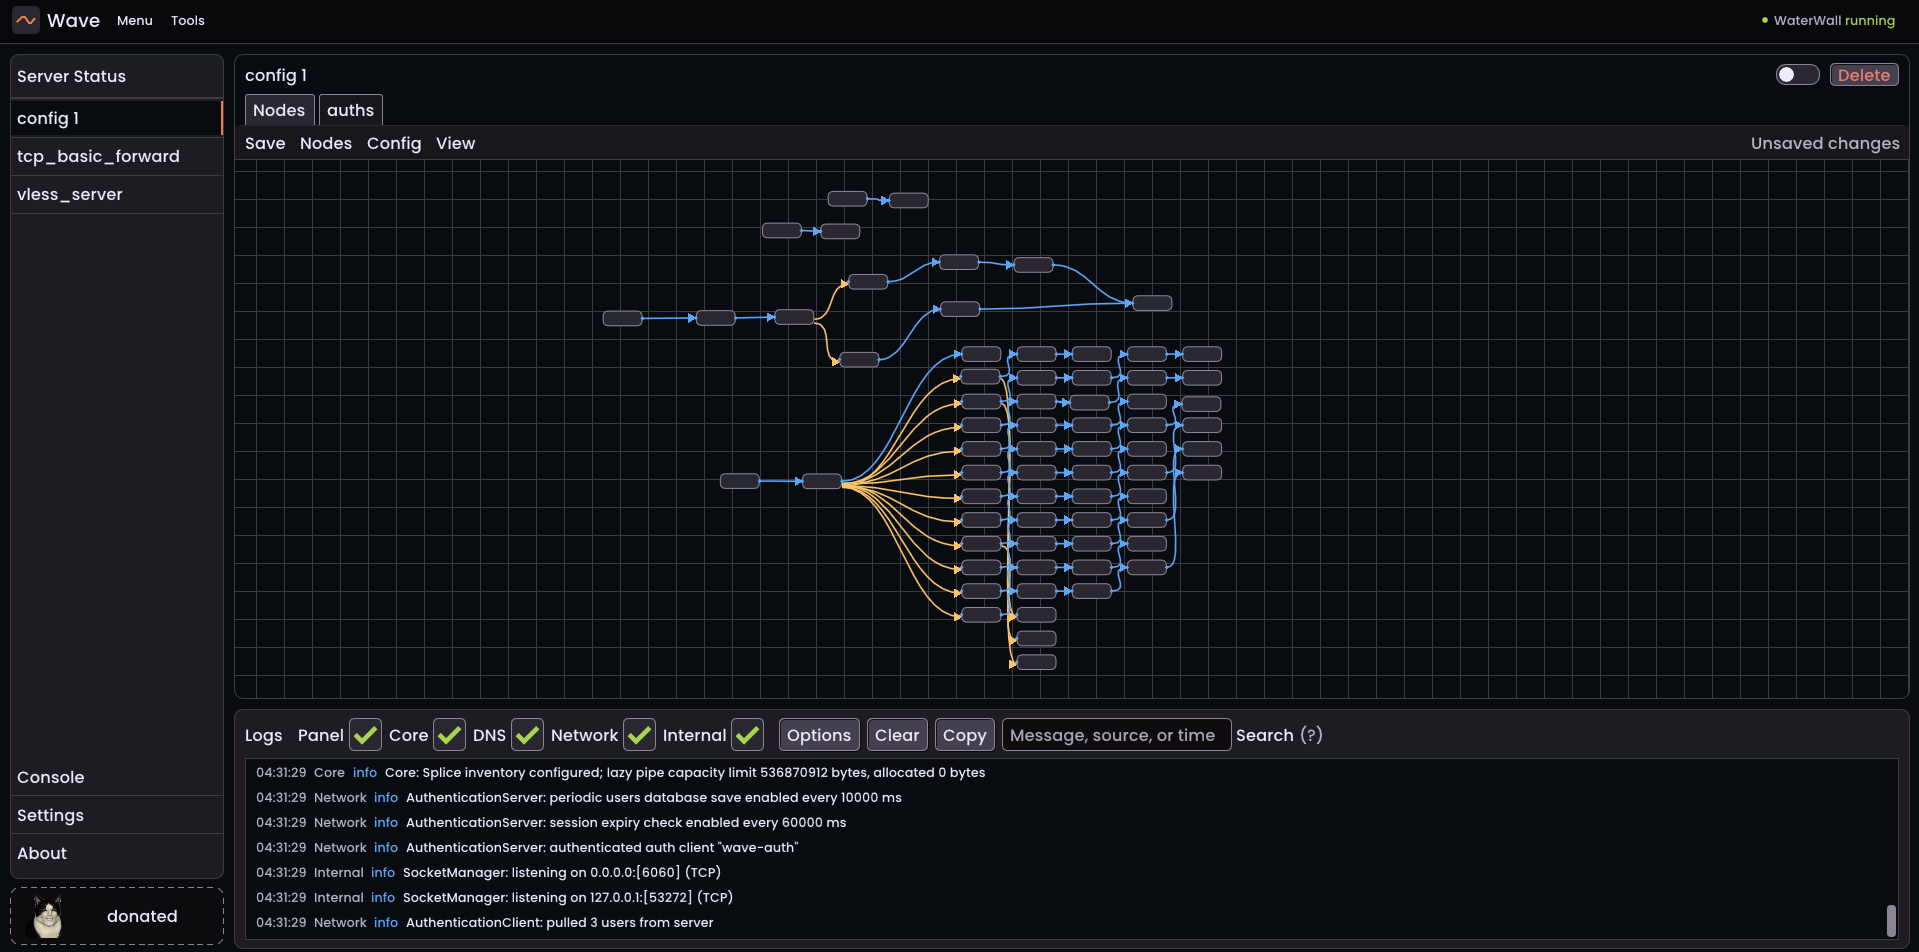 Wave Menu Tools
WaterWall running
Server Status
config 1
tcp_basic_forward
vless_server
Console
Settings
About
donated
config 1
Delete
Nodes auths
Save Nodes Config View
Unsaved changes
Logs Panel Core DNS Network Internal Options Clear Copy Message, source, or time Search (?)
04:31:29 Core info Core: Splice inventory configured; lazy pipe capacity limit 536870912 bytes, allocated 0 bytes
04:31:29 Network info AuthenticationServer: periodic users database save enabled every 10000 ms
04:31:29 Network info AuthenticationServer: session expiry check enabled every 60000 ms
04:31:29 Network info AuthenticationServer: authenticated auth client "wave-auth"
04:31:29 Internal info SocketManager: listening on 0.0.0.0:[6060] (TCP)
04:31:29 Internal info SocketManager: listening on 127.0.0.1:[53272] (TCP)
04:31:29 Network info AuthenticationClient: pulled 3 users from server